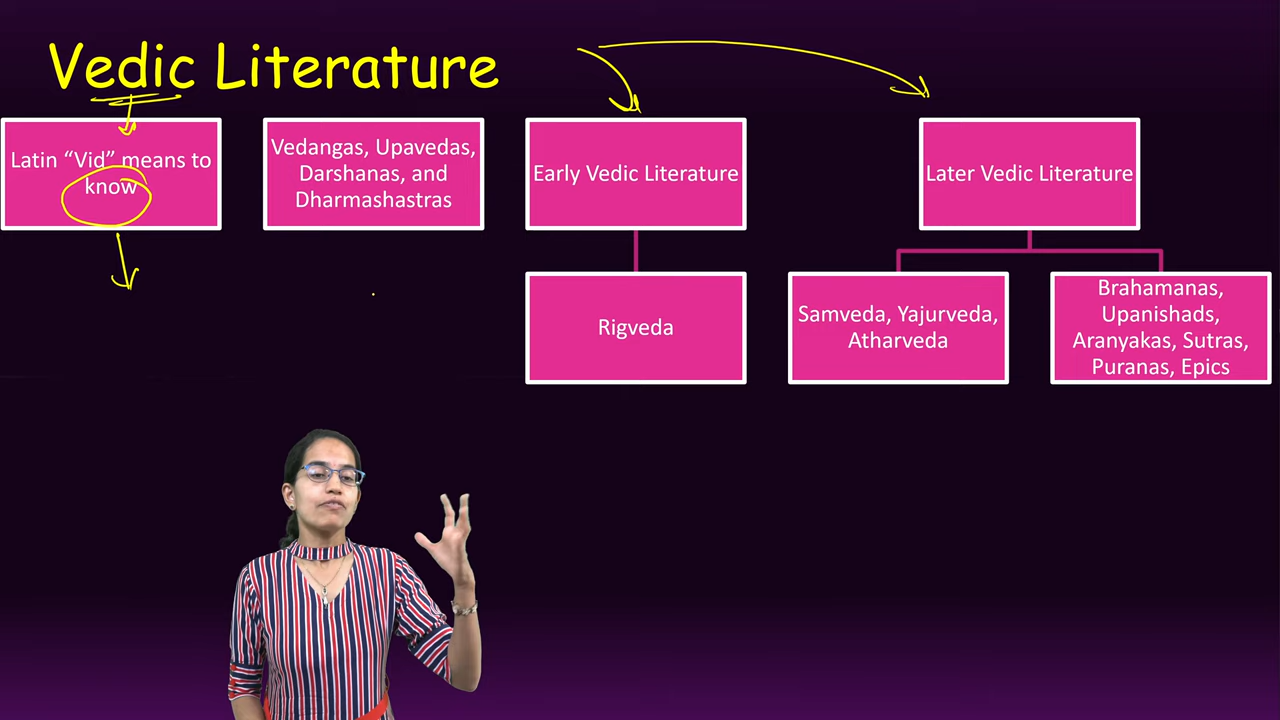 Vedic Literature
Latin “Vid” means to
know
Vedangas, Upavedas,
Darshanas, and
Dharmashastras
Early Vedic Literature
Later Vedic Literature
Rigveda
Samveda, Yajurveda,
Atharveda
Brahamanas,
Upanishads,
Aranyakas, Sutras,
Puranas, Epics